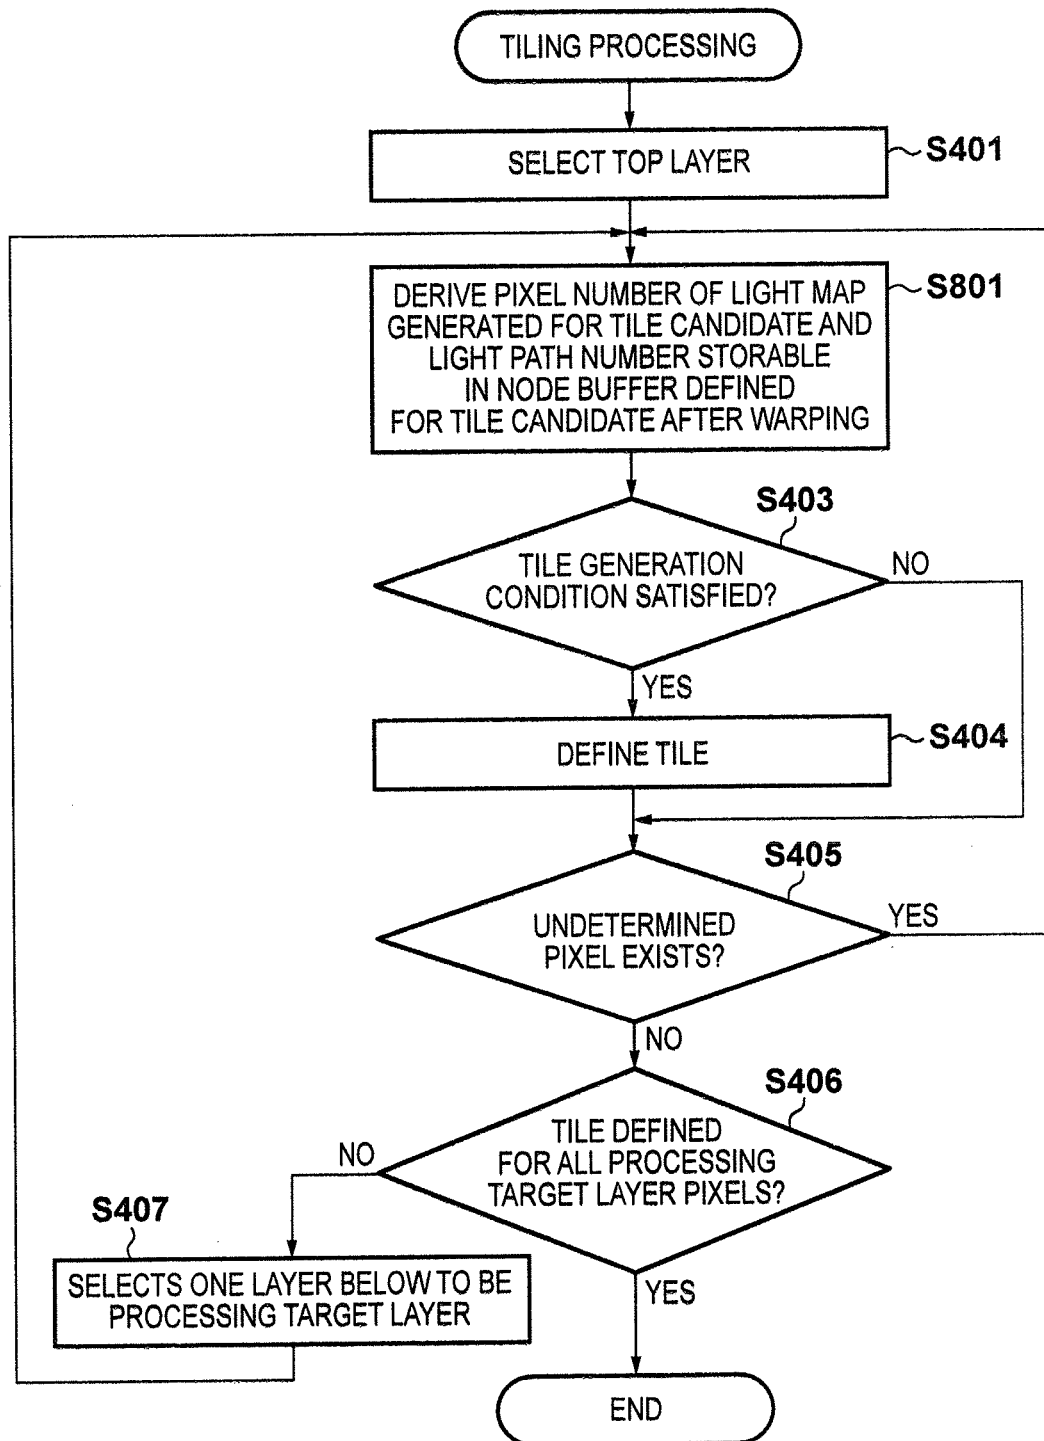 TILING PROCESSING
SELECT TOP LAYER
S401
DERIVE PIXEL NUMBER OF LIGHT MAP
GENERATED FOR TILE CANDIDATE AND
LIGHT PATH NUMBER STORABLE
IN NODE BUFFER DEFINED
FOR TILE CANDIDATE AFTER WARPING
S801
S403
TILE GENERATION
CONDITION SATISFIED?
NO
YES
DEFINE TILE
S404
S405
UNDETERMINED
PIXEL EXISTS?
YES
NO
S406
TILE DEFINED
FOR ALL PROCESSING
TARGET LAYER PIXELS?
NO
S407
SELECTS ONE LAYER BELOW TO BE
PROCESSING TARGET LAYER
YES
END